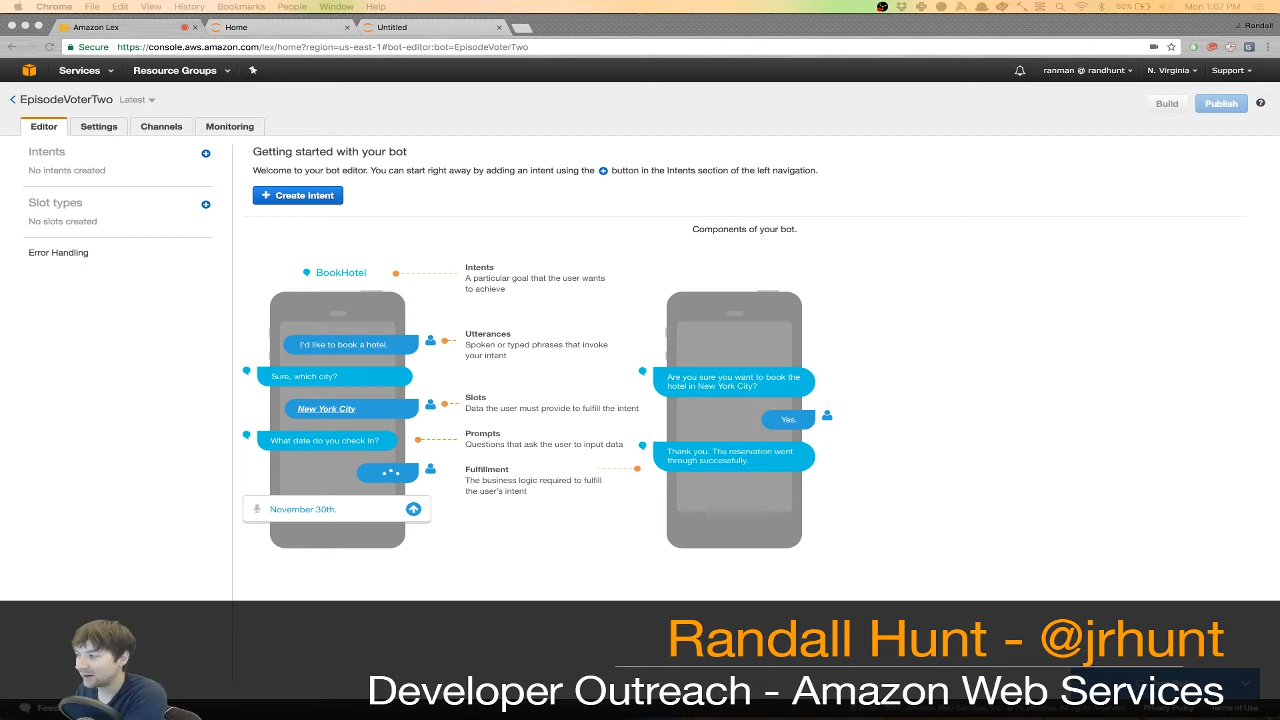 Chrome File Edit View History Bookmarks People Window Help
80% Mon 1:07 PM
Amazon Lex
Home
Untitled
J. Randall
Secure https://console.aws.amazon.com/lex/home?region=us-east-1#bot-editor:bot=EpisodeVoterTwo
Services Resource Groups
ranman @ randhunt N. Virginia Support
EpisodeVoterTwo Latest
Build Publish
Editor Settings Channels Monitoring
Intents
No intents created
Slot types
No slots created
Error Handling
Getting started with your bot
Welcome to your bot editor. You can start right away by adding an intent using the + button in the Intents section of the left navigation.
+ Create Intent
Components of your bot.
BookHotel
I'd like to book a hotel.
Sure, which city?
New York City
What date do you check in?
November 30th.
Intents
A particular goal that the user wants
to achieve
Utterances
Spoken or typed phrases that invoke
your intent
Slots
Data the user must provide to fulfill the intent
Prompts
Questions that ask the user to input data
Fulfillment
The business logic required to fulfill
the user's intent
Are you sure you want to book the
hotel in New York City?
Yes.
Thank you. The reservation went
through successfully.
Randall Hunt - @jrhunt
Developer Outreach - Amazon Web Services
Privacy Policy Terms of Use